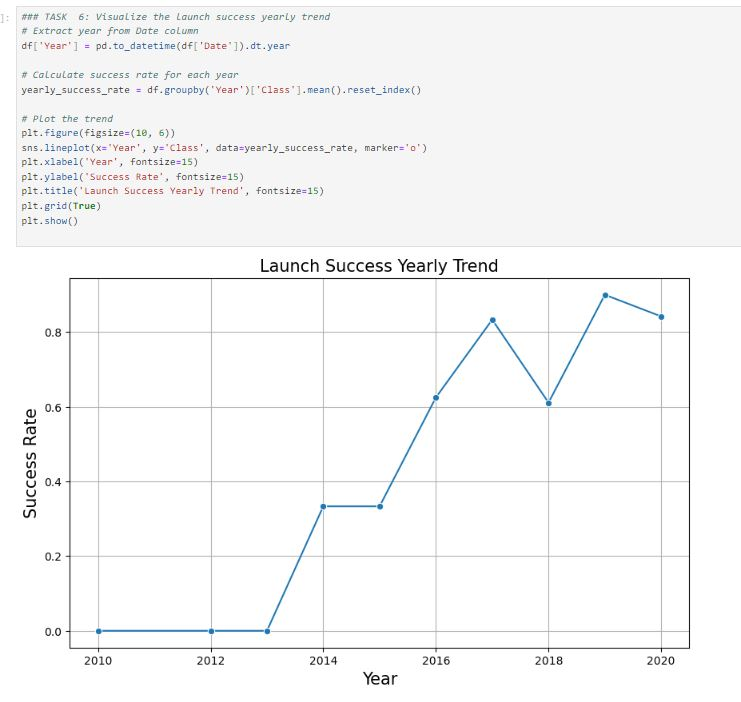 ]:
### TASK  6: Visualize the launch success yearly trend
# Extract year from Date column
df['Year'] = pd.to_datetime(df['Date']).dt.year
# Calculate success rate for each year
yearly_success_rate = df.groupby('Year')['Class'].mean().reset_index()
# Plot the trend
plt.figure(figsize=(10, 6))
sns.lineplot(x='Year', y='Class', data=yearly_success_rate, marker='o')
plt.xlabel('Year', fontsize=15)
plt.ylabel('Success Rate', fontsize=15)
plt.title('Launch Success Yearly Trend', fontsize=15)
plt.grid(True)
plt.show()
Launch Success Yearly Trend
Success Rate
0.8
0.6
0.4
0.2
0.0
2010 2012 2014 2016 2018 2020
Year